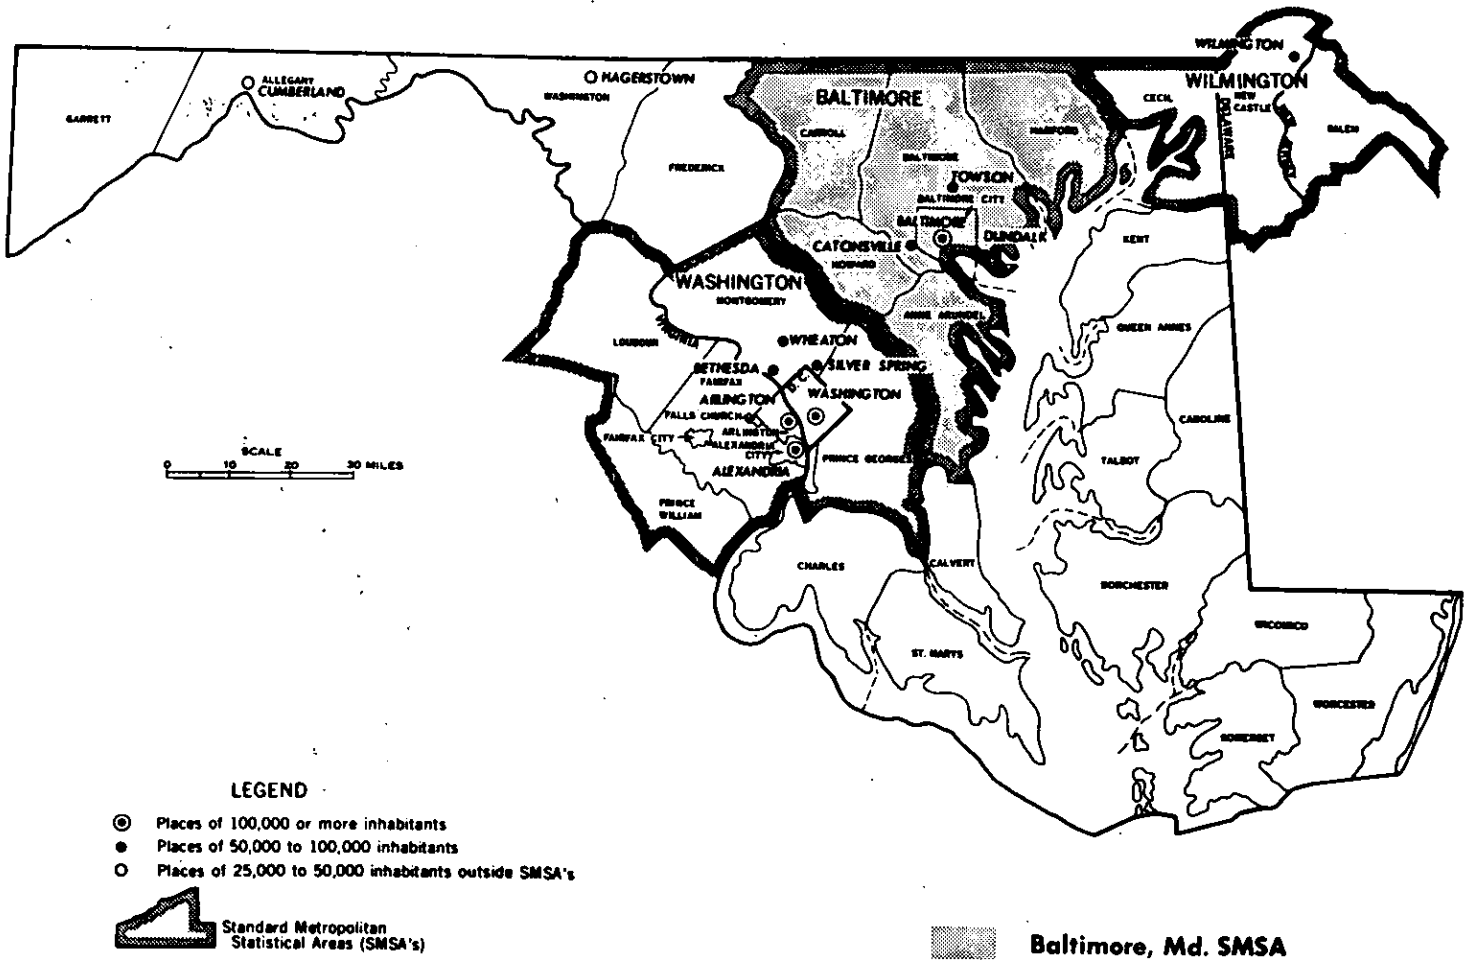 WILMINGTON
WILMINGTON
ALLEGANY
CUMBERLAND
HAGERSTOWN
WASHINGTON
GARRETT
BALTIMORE
CECIL
NEW
CASTLE
DELAWARE
SALEM
CARROLL
HARFORD
BALTIMORE
FREDERICK
TOWSON
BALTIMORE CITY
BALTIMORE
DUNDALK
CATONSVILLE
HOWARD
KENT
WASHINGTON
MONTGOMERY
ANNE ARUNDEL
QUEEN ANNES
VIRGINIA
LOUDOUN
WHEATON
BETHESDA
SILVER SPRING
FAIRFAX
D.C.
WASHINGTON
ARLINGTON
FALLS CHURCH
CAROLINE
FAIRFAX CITY
ARLINGTON
ALEXANDRIA
CITY
ALEXANDRIA
PRINCE GEORGES
TALBOT
SCALE
0 10 20 30 MILES
PRINCE
WILLIAM
CHARLES
CALVERT
DORCHESTER
WICOMICO
ST. MARYS
WORCESTER
SOMERSET
LEGEND
Places of 100,000 or more inhabitants
Places of 50,000 to 100,000 inhabitants
Places of 25,000 to 50,000 inhabitants outside SMSA's
Standard Metropolitan
Statistical Areas (SMSA's)
Baltimore, Md. SMSA